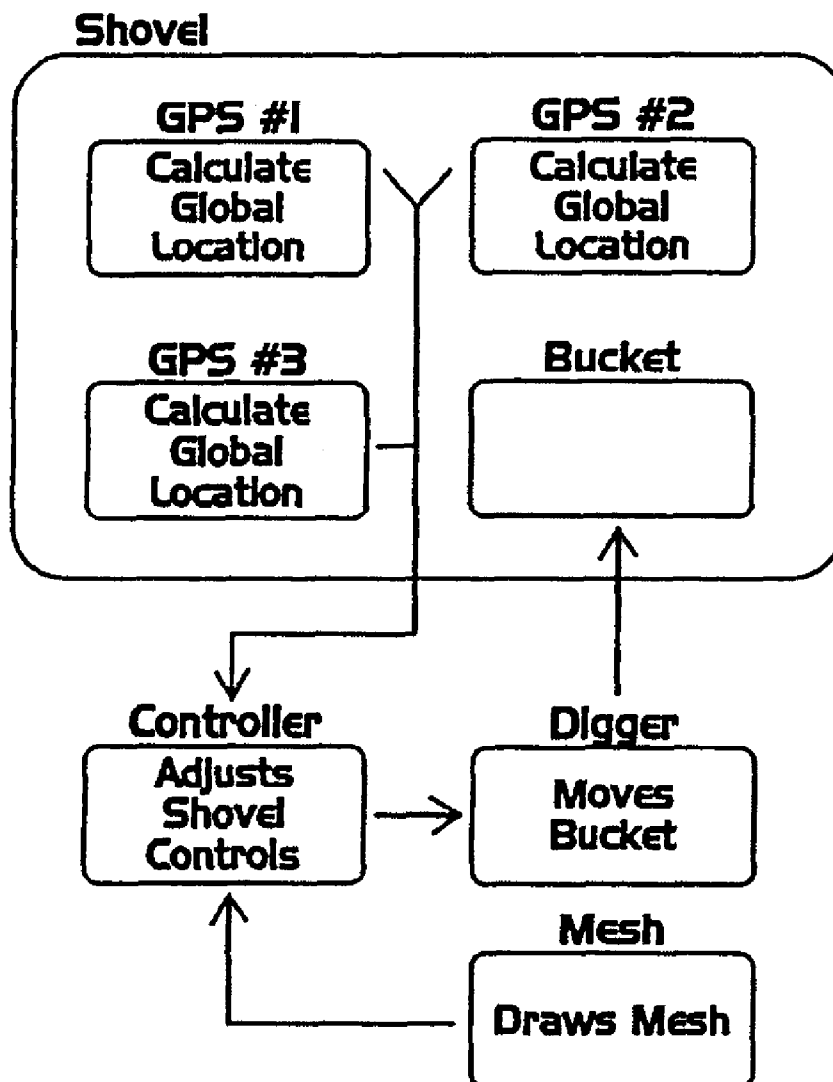 Shovel
GPS #1
Calculate
Global
Location
GPS #2
Calculate
Global
Location
GPS #3
Calculate
Global
Location
Bucket
Controller
Adjusts
Shovel
Controls
Digger
Moves
Bucket
Mesh
Draws Mesh